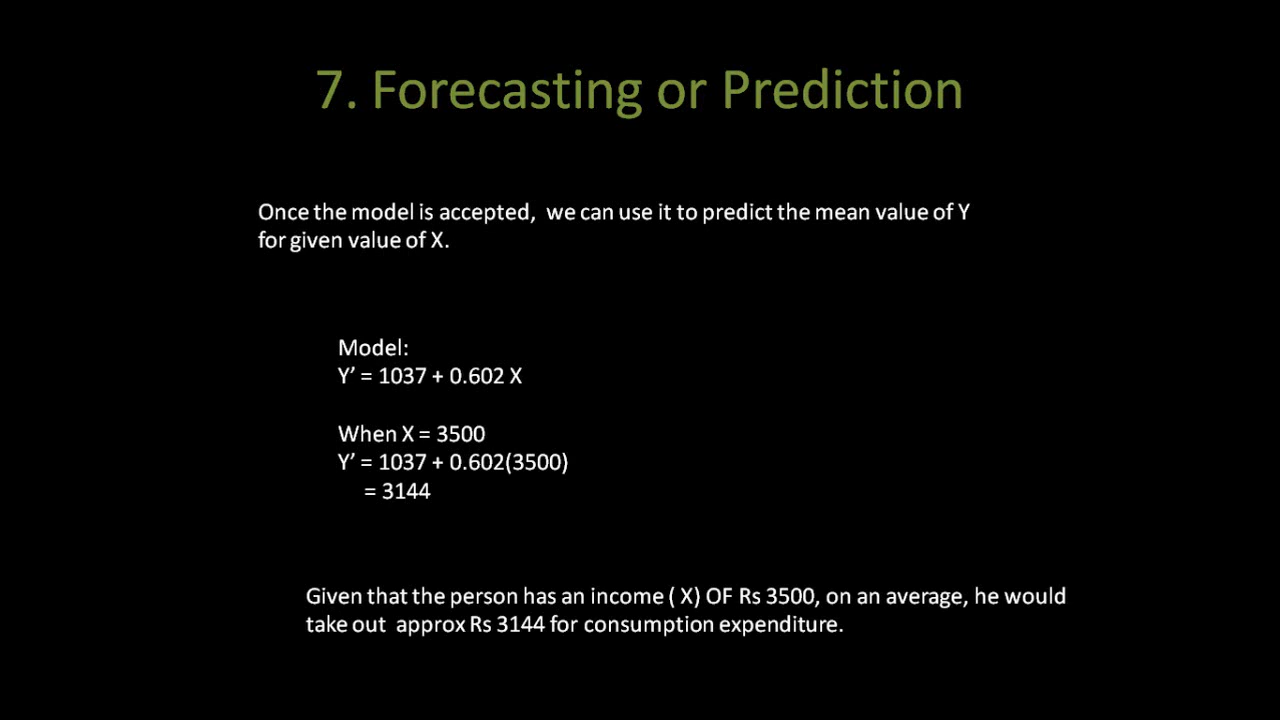 7. Forecasting or Prediction
Once the model is accepted,  we can use it to predict the mean value of Y
for given value of X.
Model:
Y’ = 1037 + 0.602 X
When X = 3500
Y’ = 1037 + 0.602(3500)
= 3144
Given that the person has an income ( X) OF Rs 3500, on an average, he would
take out  approx Rs 3144 for consumption expenditure.